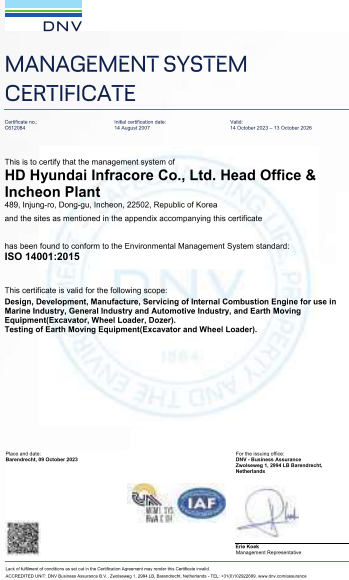 DNV
MANAGEMENT SYSTEM
CERTIFICATE
Certificate no.:
Initial certification date:
Valid:
C612084
14 August 2007
14 October 2023 – 13 October 2026
This is to certify that the management system of
HD Hyundai Infracore Co., Ltd. Head Office &
Incheon Plant
489, Injung-ro, Dong-gu, Incheon, 22502, Republic of Korea
and the sites as mentioned in the appendix accompanying this certificate
has been found to conform to the Environmental Management System standard:
ISO 14001:2015
This certificate is valid for the following scope:
Design, Development, Manufacture, Servicing of Internal Combustion Engine for use in
Marine Industry, General Industry and Automotive Industry, and Earth Moving
Equipment(Excavator, Wheel Loader, Dozer).
Testing of Earth Moving Equipment(Excavator and Wheel Loader).
DNV
1864
Place and date:
Barendrecht, 09 October 2023
For the issuing office:
DNV - Business Assurance
Zwolseweg 1, 2994 LB Barendrecht,
Netherlands
MGMT. SYS.
RvA C 024
IAF
Erie Koek
Management Representative
Lack of fulfilment of conditions as set out in the Certification Agreement may render this Certificate invalid.
ACCREDITED UNIT: DNV Business Assurance B.V., Zwolseweg 1, 2994 LB, Barendrecht, Netherlands - TEL: +31(0)102922689. www.dnv.com/assurance